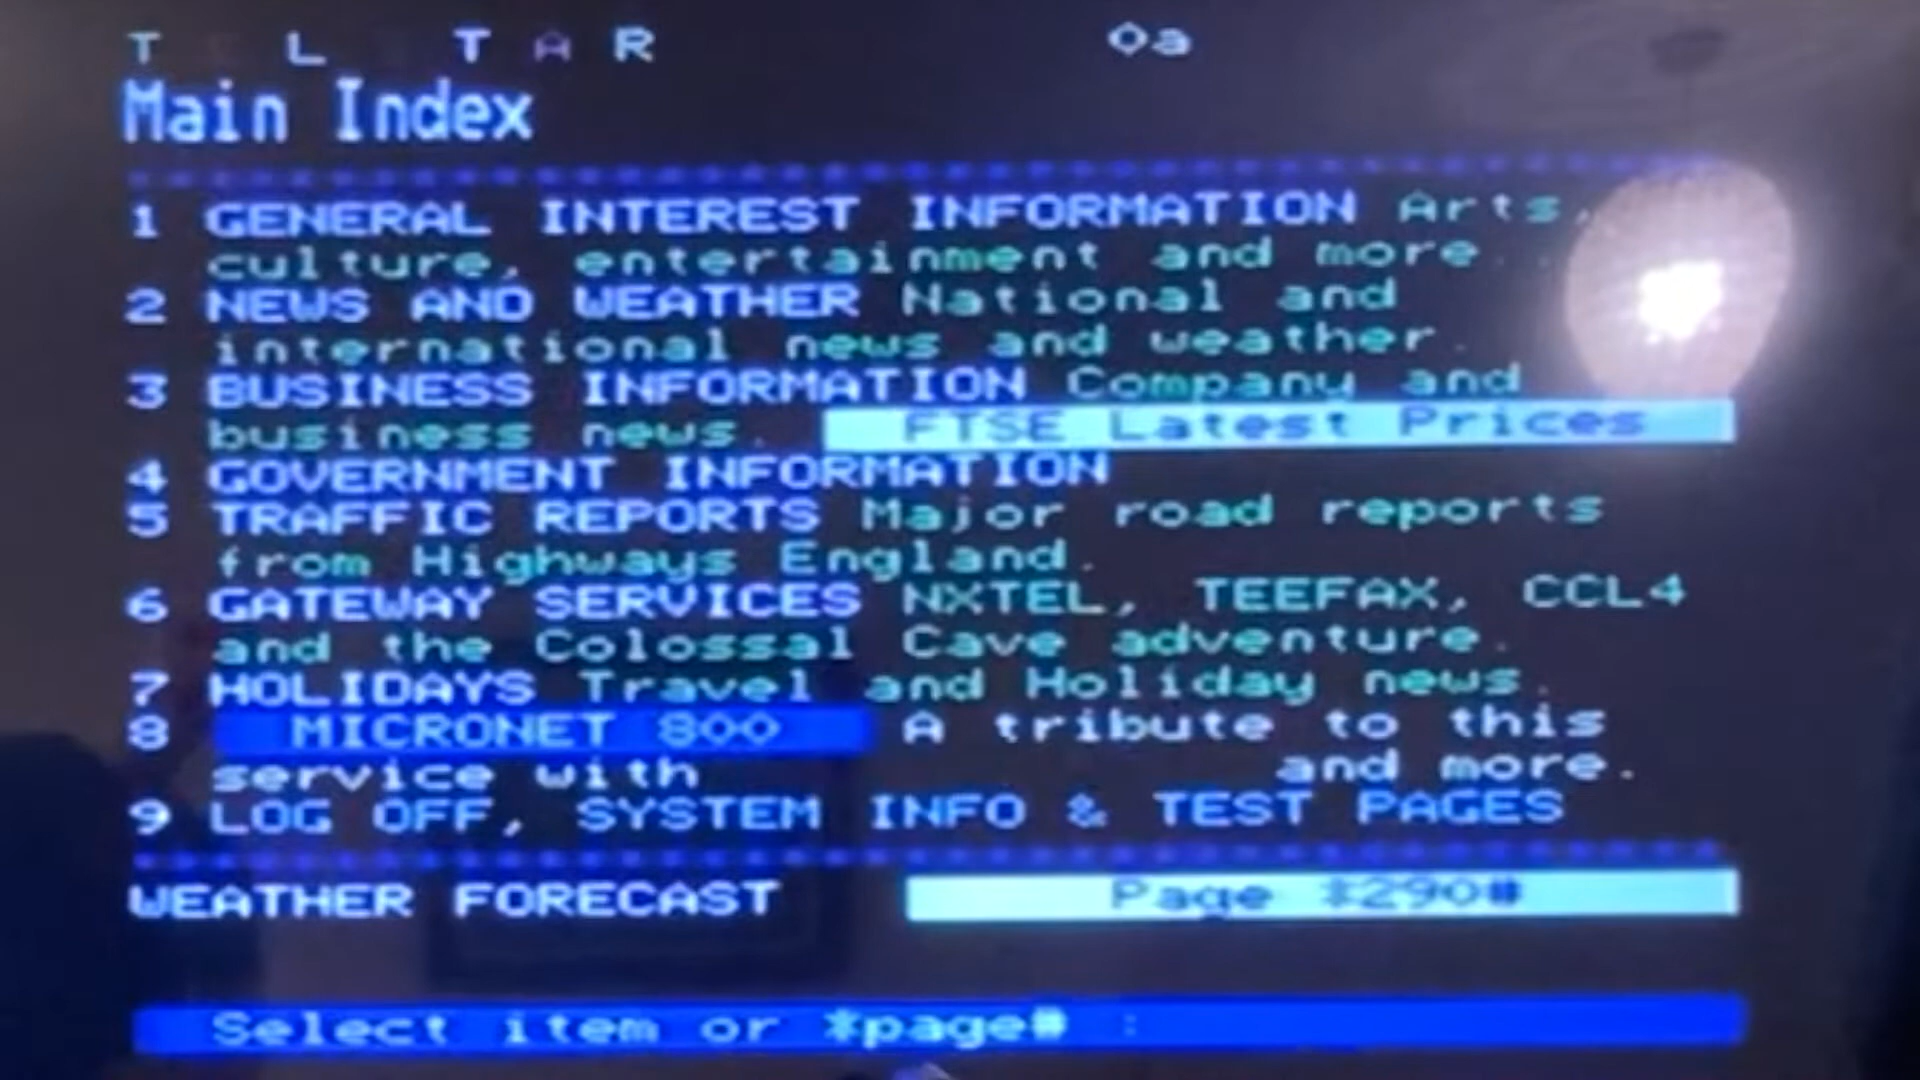 T L T A R 0a
Main Index
1 GENERAL INTEREST INFORMATION Arts,
culture, entertainment and more..
2 NEWS AND WEATHER National and
international news and weather.
3 BUSINESS INFORMATION Company and
business news. FTSE Latest Prices
4 GOVERNMENT INFORMATION
5 TRAFFIC REPORTS Major road reports
from Highways England.
6 GATEWAY SERVICES NXTEL, TEEFAX, CCL4
and the Colossal Cave adventure.
7 HOLIDAYS Travel and Holiday news.
8 MICRONET 800 A tribute to this
service with and more.
9 LOG OFF, SYSTEM INFO & TEST PAGES
WEATHER FORECAST Page *290#
Select item or *page# :